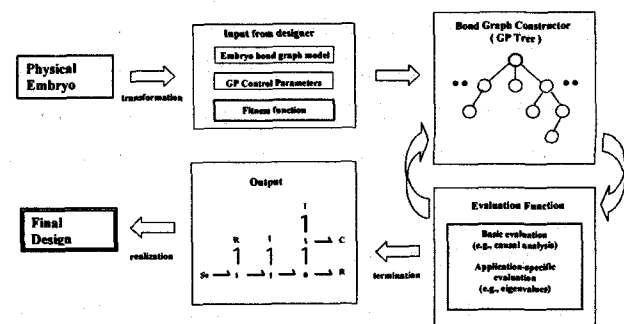 Physical
Embryo
transformation
Input from designer
Embryo bond graph model
GP Control Parameters
Fitness function
Bond Graph Constructor
( GP Tree )
Final
Design
realization
Output
I
R I 1 C
Se 1 1 0 R
termination
Evaluation Function
Basic evaluation
(e.g., causal analysis)
Application-specific
evaluation
(e.g., eigenvalues)